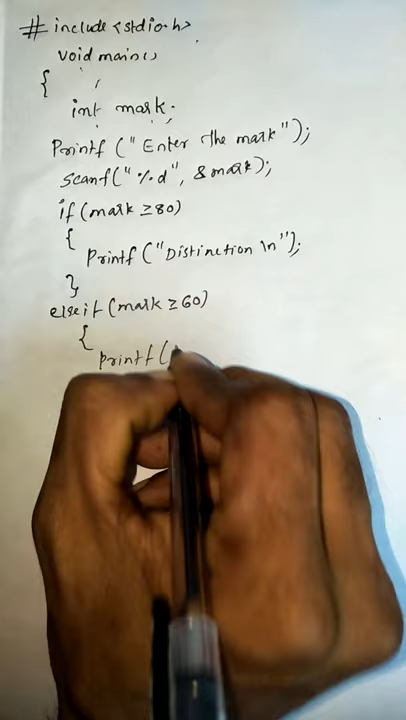 # include <stdio.h>
void main()
{
int mark;
Printf ("Enter the mark");
scanf("%d", &mark);
if (mark ≥80)
{
Printf ("Distinction \n");
}
elseif (mark ≥ 60)
{
printf(